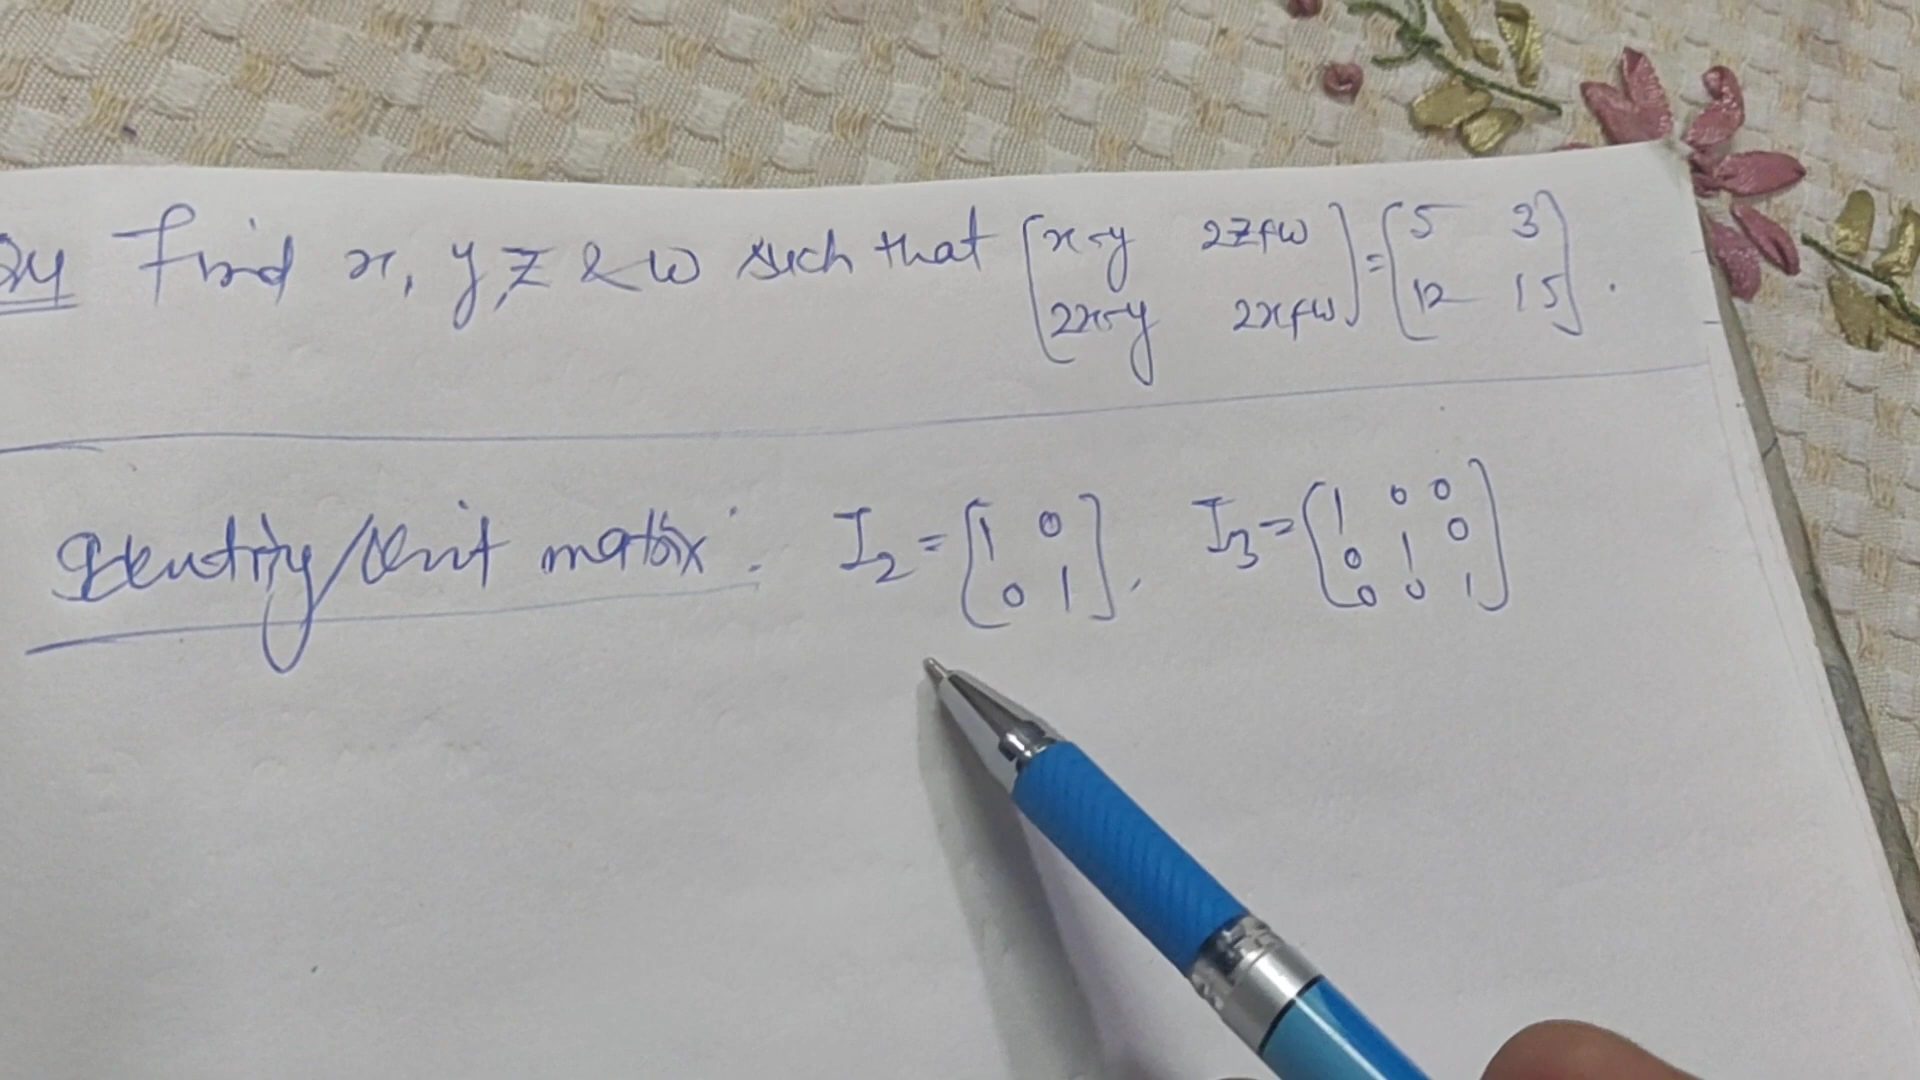 Q4 Find x, y, z & w such that [x-y 2z+w 2x-y 2x+w] = [5 3 12 15].
Identity/Unit matrix: I2 = [1 0 0 1], I3 = [1 0 0 0 1 0 0 0 1]